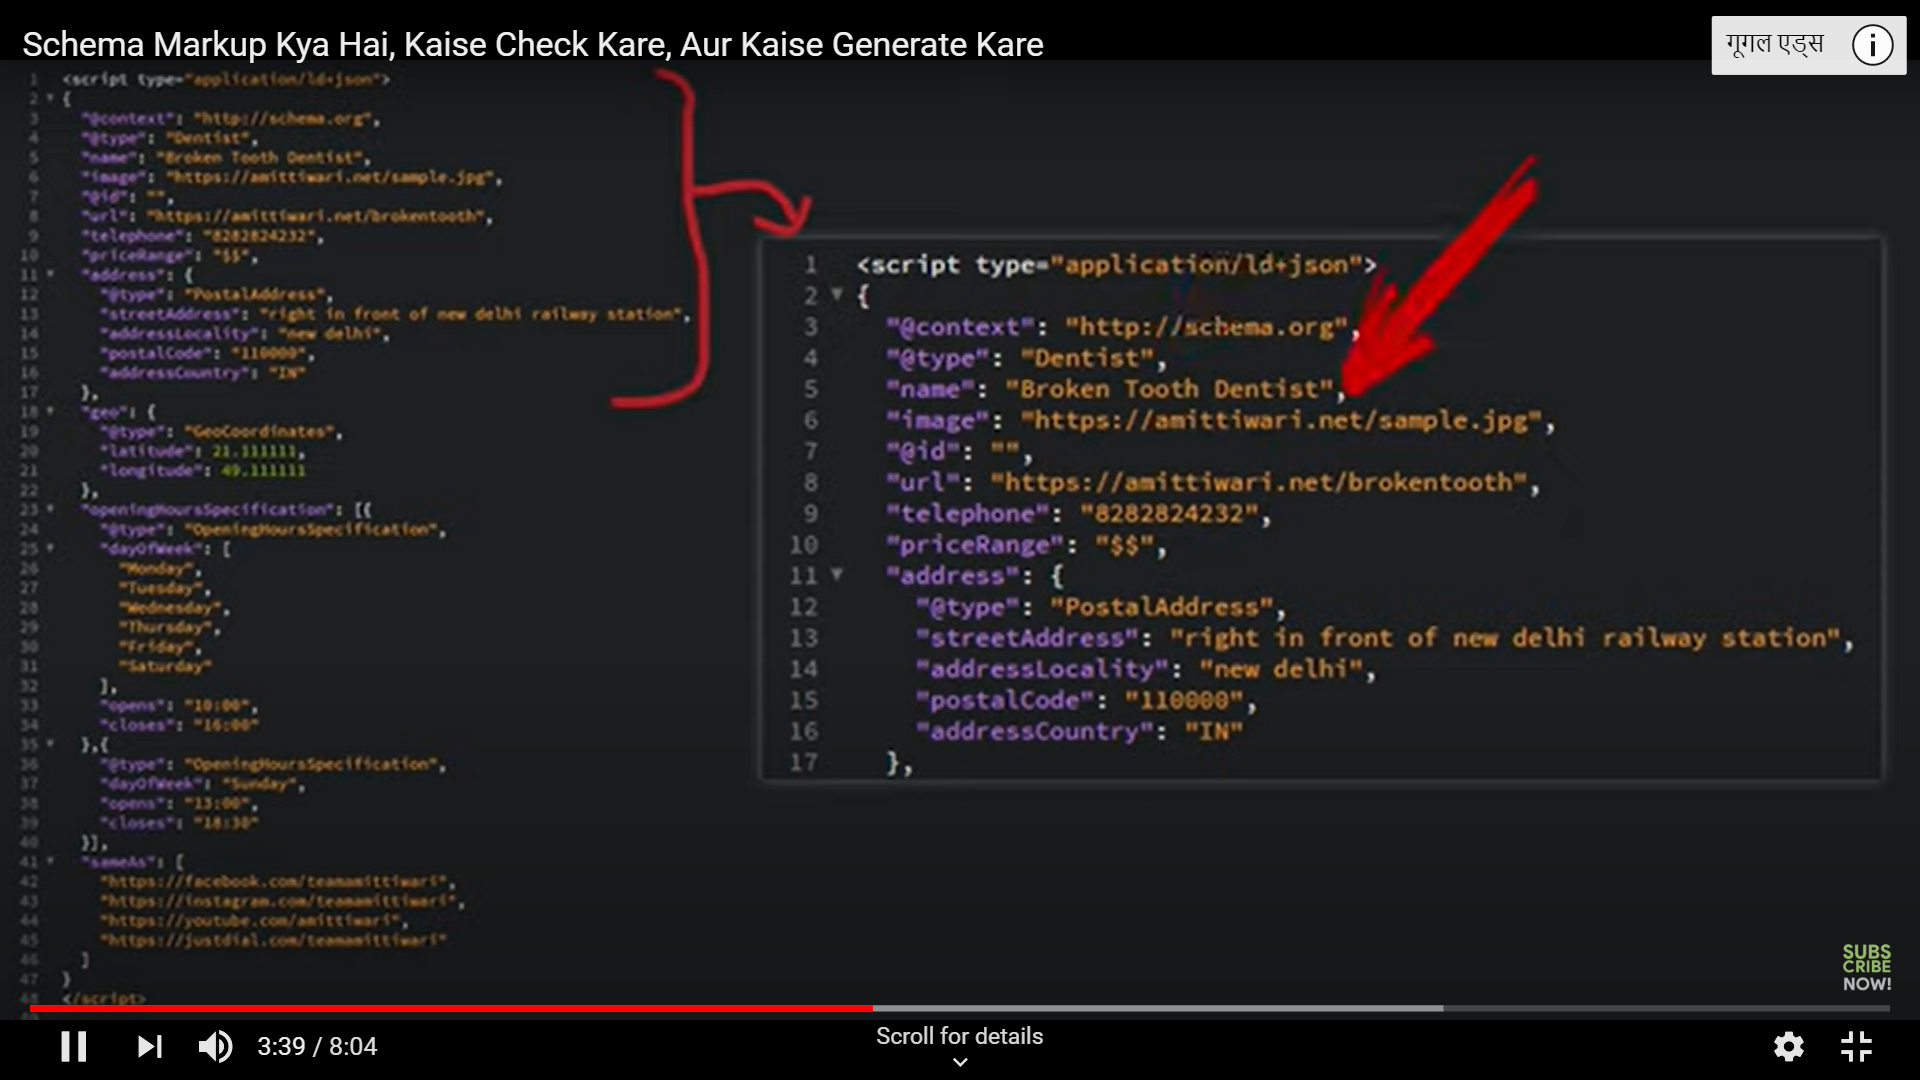 Schema Markup Kya Hai, Kaise Check Kare, Aur Kaise Generate Kare
गूगल एड्स
1 <script type="application/ld+json">
2 {
3 "@context": "http://schema.org",
4 "@type": "Dentist",
5 "name": "Broken Tooth Dentist",
6 "image": "https://amittiwari.net/sample.jpg",
7 "@id": "",
8 "url": "https://amittiwari.net/brokentooth",
9 "telephone": "8282824232",
10 "priceRange": "$$",
11 "address": {
12 "@type": "PostalAddress",
13 "streetAddress": "right in front of new delhi railway station",
14 "addressLocality": "new delhi",
15 "postalCode": "110000",
16 "addressCountry": "IN"
17 },
18 "geo": {
19 "@type": "GeoCoordinates",
20 "latitude": 21.111111,
21 "longitude": 49.111111
22 },
23 "openingHoursSpecification": [{
24 "@type": "OpeningHoursSpecification",
25 "dayOfWeek": [
26 "Monday",
27 "Tuesday",
28 "Wednesday",
29 "Thursday",
30 "Friday",
31 "Saturday"
32 ],
33 "opens": "10:00",
34 "closes": "16:00"
35 },{
36 "@type": "OpeningHoursSpecification",
37 "dayOfWeek": "Sunday",
38 "opens": "13:00",
39 "closes": "18:30"
40 }],
41 "sameAs": [
42 "https://facebook.com/teamamittiwari",
43 "https://instagram.com/teamamittiwari",
44 "https://youtube.com/amittiwari",
45 "https://justdial.com/teamamittiwari"
46 ]
47 }
48 </script>
1 <script type="application/ld+json">
2 {
3 "@context": "http://schema.org",
4 "@type": "Dentist",
5 "name": "Broken Tooth Dentist",
6 "image": "https://amittiwari.net/sample.jpg",
7 "@id": "",
8 "url": "https://amittiwari.net/brokentooth",
9 "telephone": "8282824232",
10 "priceRange": "$$",
11 "address": {
12 "@type": "PostalAddress",
13 "streetAddress": "right in front of new delhi railway station",
14 "addressLocality": "new delhi",
15 "postalCode": "110000",
16 "addressCountry": "IN"
17 },
SUBS
CRIBE
NOW!
3:39 / 8:04
Scroll for details